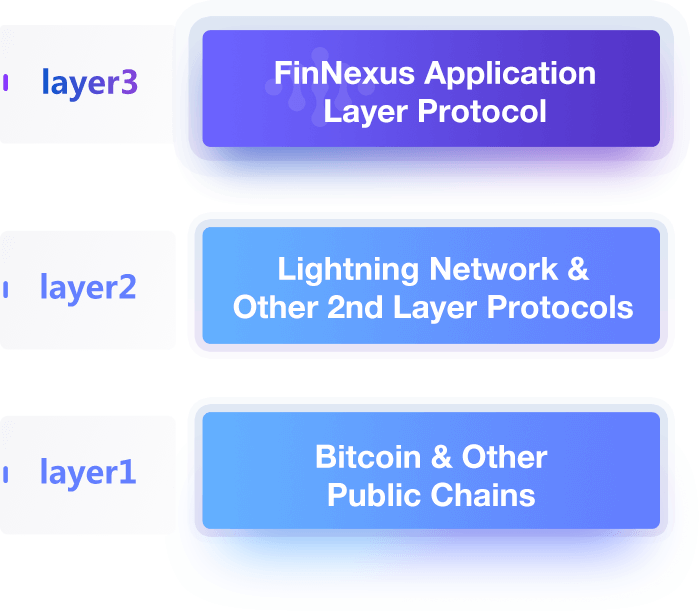 layer3
FinNexus Application
Layer Protocol
layer2
Lightning Network &
Other 2nd Layer Protocols
layer1
Bitcoin & Other
Public Chains